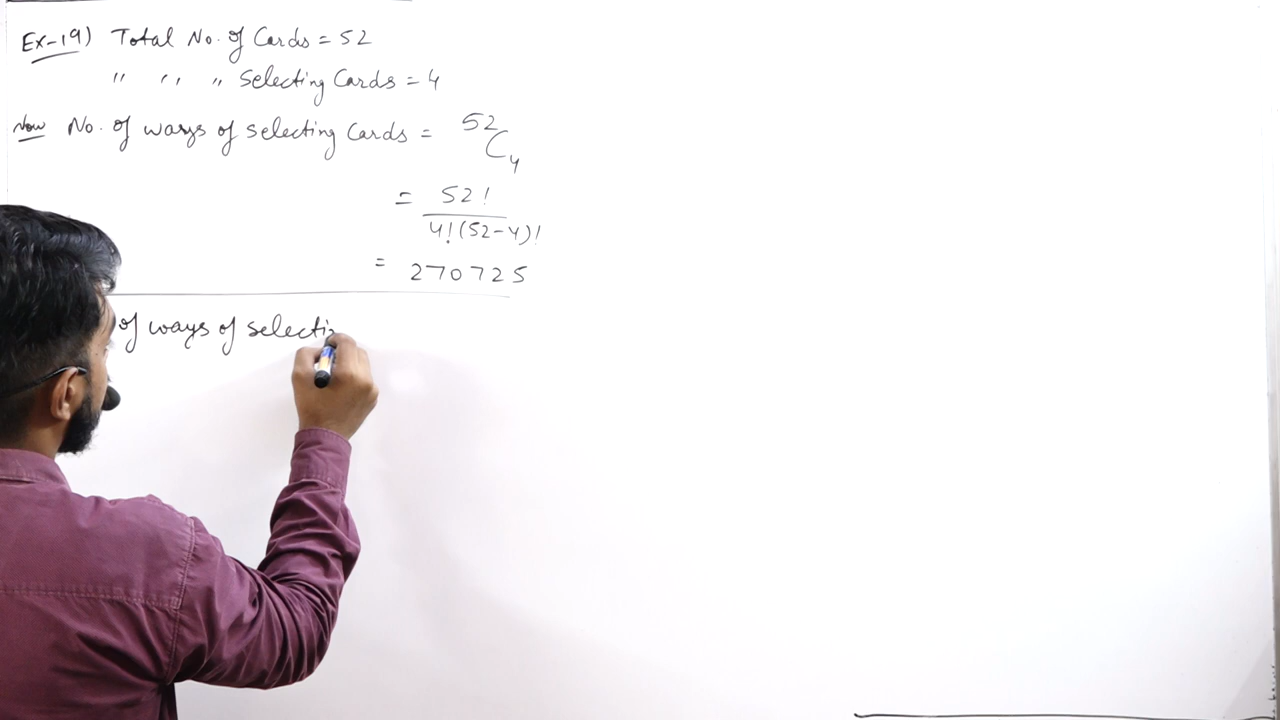 Ex-19) Total No. of Cards = 52
" " " Selecting Cards = 4
Now No. of ways of selecting Cards = 52C4
= 52!
4!(52-4)!
= 270725
of ways of selecti